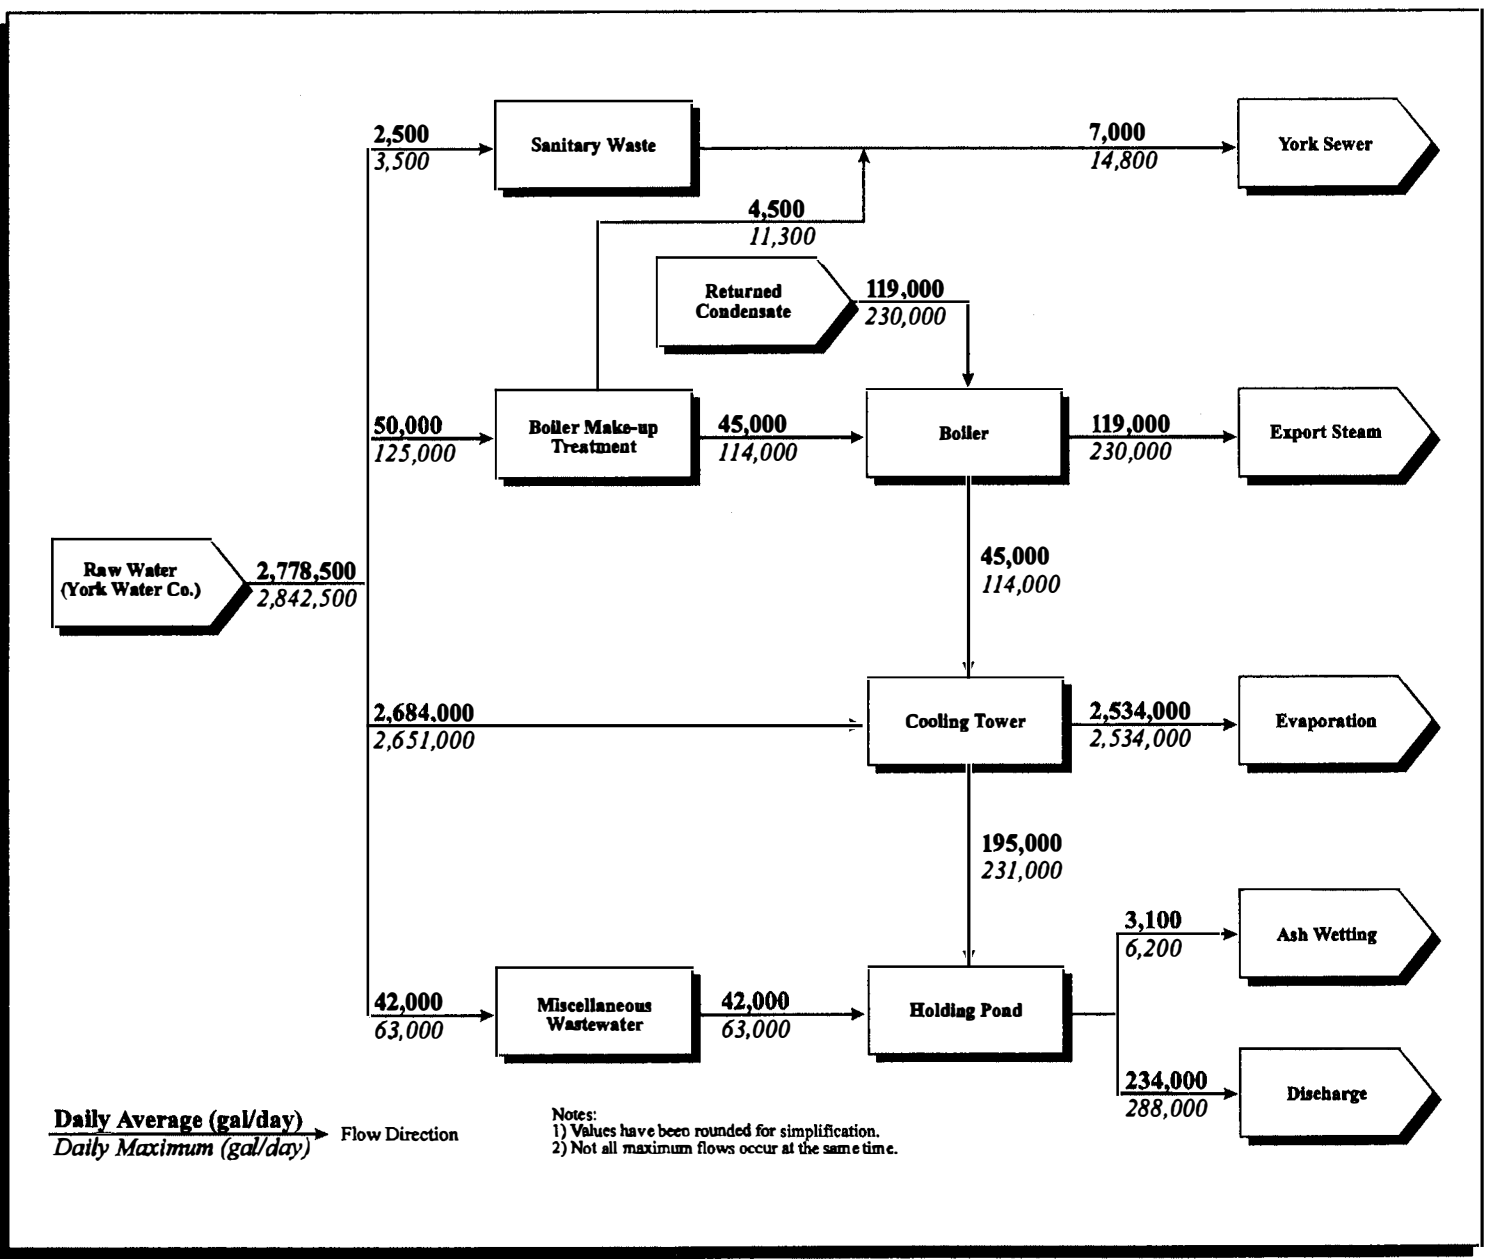 2,500
3,500
Sanitary Waste
7,000
14,800
York Sewer
4,500
11,300
Returned
Condensate
119,000
230,000
50,000
125,000
Boiler Make-up
Treatment
45,000
114,000
Boiler
119,000
230,000
Export Steam
45,000
114,000
Raw Water
(York Water Co.)
2,778,500
2,842,500
2,684,000
2,651,000
Cooling Tower
2,534,000
2,534,000
Evaporation
195,000
231,000
3,100
6,200
Ash Wetting
42,000
63,000
Miscellaneous
Wastewater
42,000
63,000
Holding Pond
234,000
288,000
Discharge
Daily Average (gal/day)
Daily Maximum (gal/day)
Flow Direction
Notes:
1) Values have been rounded for simplification.
2) Not all maximum flows occur at the same time.